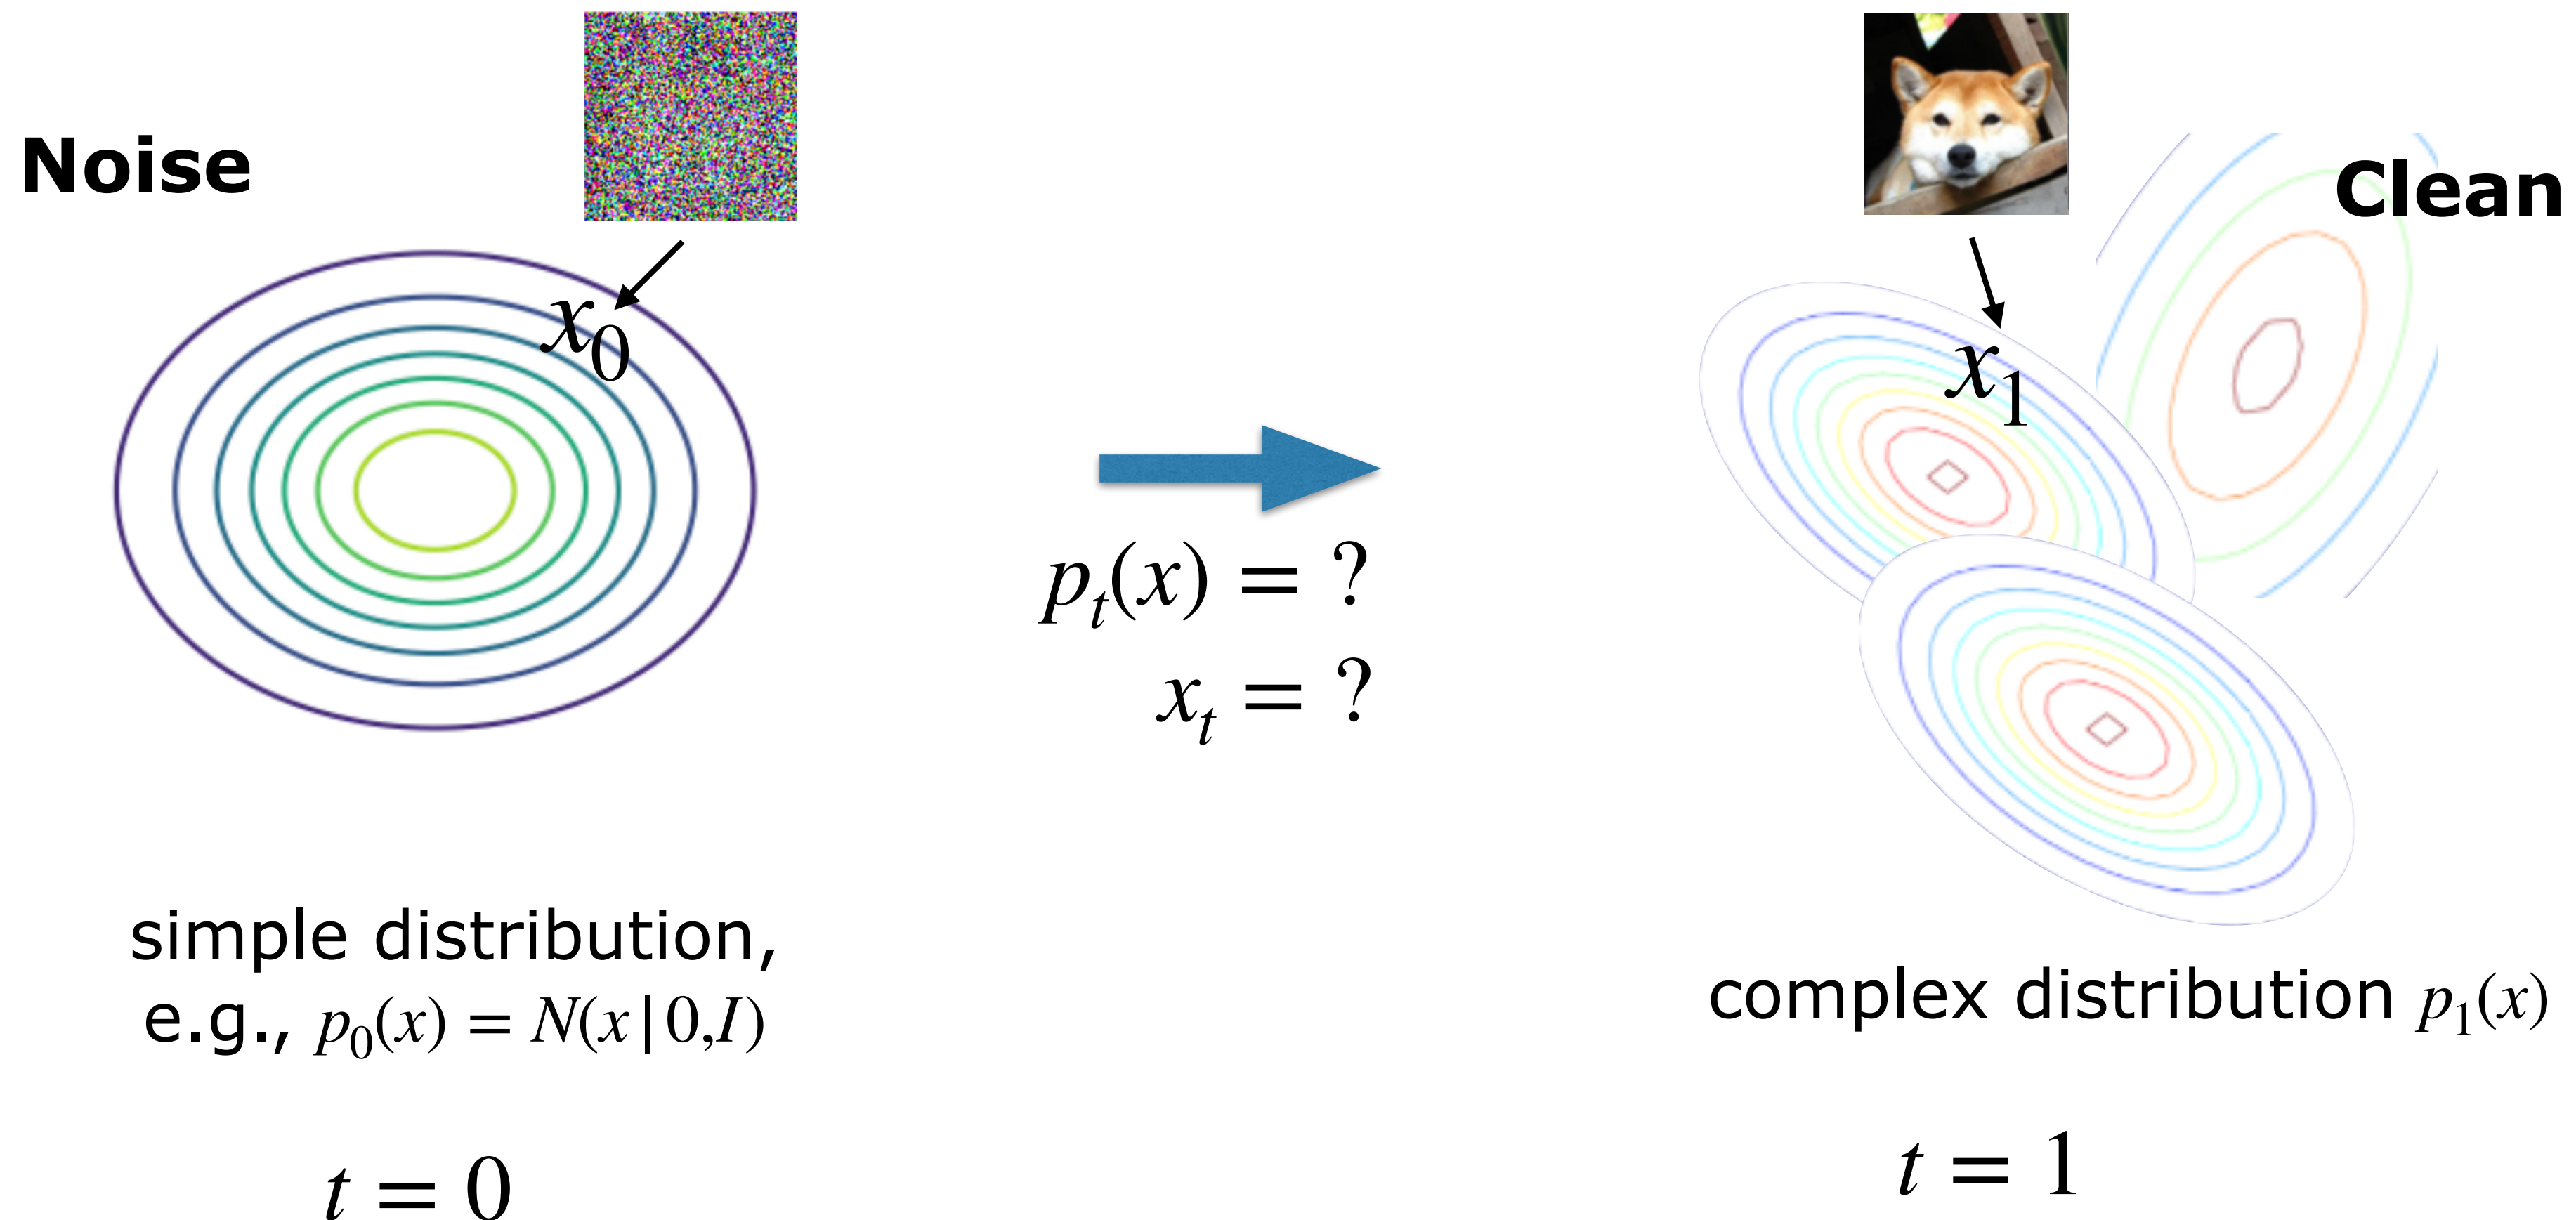 Noise
Clean
x₀
x₁
pₜ(x) = ?
xₜ = ?
simple distribution,
e.g., p₀(x) = N(x|0,I)
complex distribution p₁(x)
t = 0
t = 1